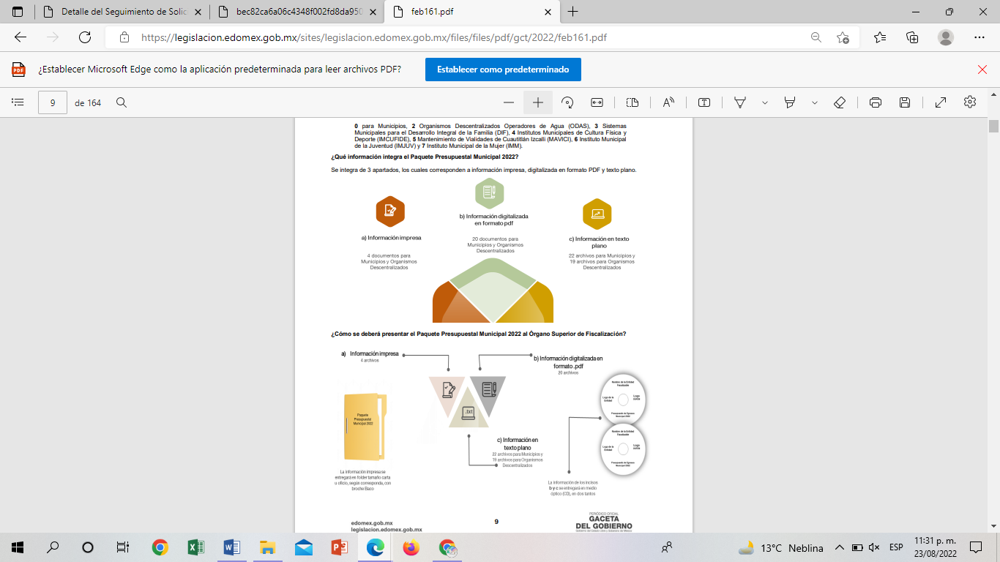 Detalle del Seguimiento de Solici
bec82ca6a06c4348f002fd8da950
feb161.pdf
https://legislacion.edomex.gob.mx/sites/legislacion.edomex.gob.mx/files/files/pdf/gct/2022/feb161.pdf
PDF
¿Establecer Microsoft Edge como la aplicación predeterminada para leer archivos PDF?
Establecer como predeterminado
9 de 164
0 para Municipios, 2 Organismos Descentralizados Operadores de Agua (ODAS), 3 Sistemas
Municipales para el Desarrollo Integral de la Familia (DIF), 4 Institutos Municipales de Cultura Física y
Deporte (IMCUFIDE), 5 Mantenimiento de Vialidades de Cuautitlán Izcalli (MAVICI), 6 Instituto Municipal
de la Juventud (IMJUV) y 7 Instituto Municipal de la Mujer (IMM).
¿Qué información integra el Paquete Presupuestal Municipal 2022?
Se integra de 3 apartados, los cuales corresponden a información impresa, digitalizada en formato PDF y texto plano.
a) Información impresa
4 documentos para
Municipios y Organismos
Descentralizados
b) Información digitalizada
en formato pdf
20 documentos para
Municipios y Organismos
Descentralizados
c) Información en texto
plano
22 archivos para Municipios y
19 archivos para Organismos
Descentralizados
¿Cómo se deberá presentar el Paquete Presupuestal Municipal 2022 al Órgano Superior de Fiscalización?
a) Información impresa
4 archivos
b) Información digitalizada en
formato .pdf
20 archivos
Paquete
Presupuestal
Municipal 2022
.txt
Nombre de la Entidad
Fiscalizable
Logo de la
Entidad
Logo
Presupuesto de Egresos
Municipal 2022
Nombre de la Entidad
Fiscalizable
Logo de la
Entidad
Logo
Presupuesto de Egresos
Municipal 2022
c) Información en
texto plano
22 archivos para Municipios y
19 archivos para Organismos
Descentralizados
La información impresa se
entregará en folder tamaño carta
u oficio, según corresponda, con
broche Baco
La información de los incisos
b y c se entregará en medio
óptico (CD), en dos tantos
edomex.gob.mx
legislacion.edomex.gob.mx
9
PERIÓDICO OFICIAL
GACETA
DEL GOBIERNO
Gobierno del Estado Libre y Soberano de México
13°C Neblina
ESP
11:31 p. m.
23/08/2022